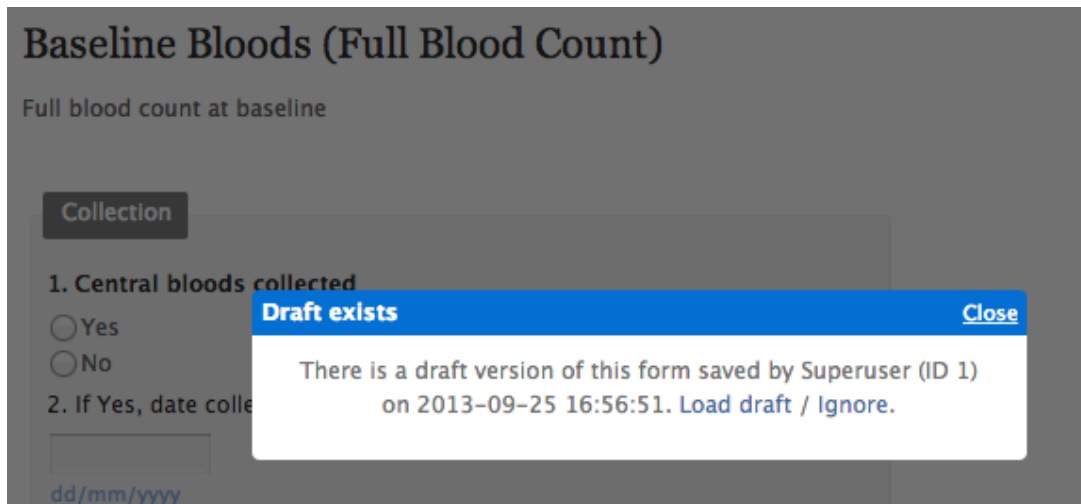 Baseline Bloods (Full Blood Count)
Full blood count at baseline
Collection
1. Central bloods collected
Yes
No
2. If Yes, date colle
dd/mm/yyyy
Draft exists
Close
There is a draft version of this form saved by Superuser (ID 1)
on 2013-09-25 16:56:51. Load draft / Ignore.